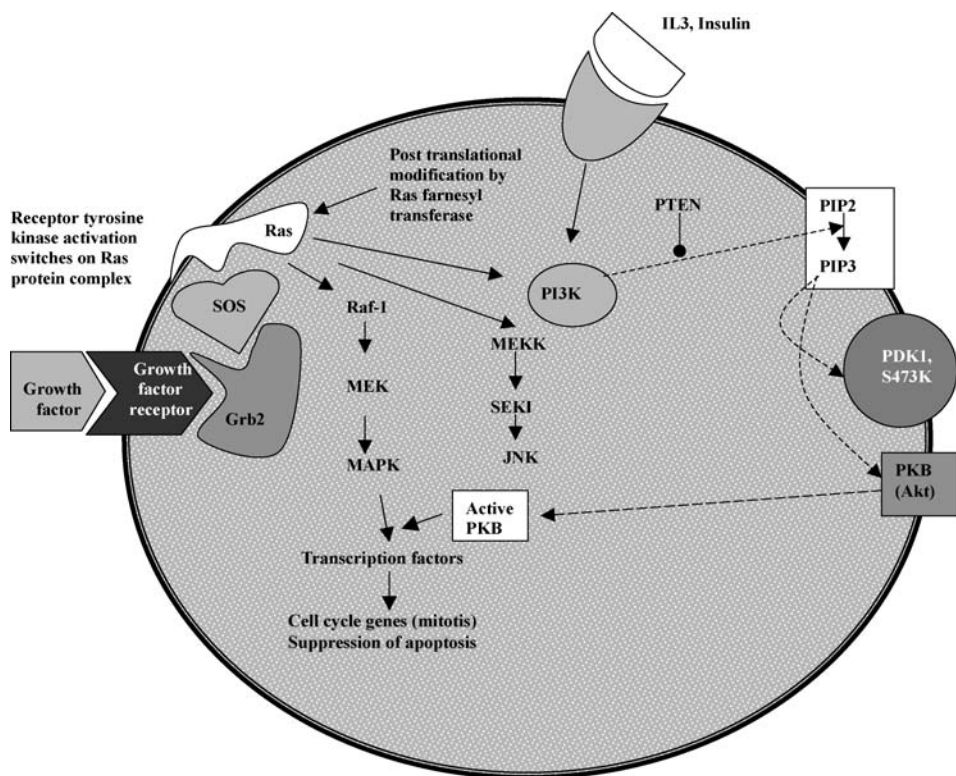 IL3, Insulin
Post translational
modification by
Ras farnesyl
transferase
Receptor tyrosine
kinase activation
switches on Ras
protein complex
Ras
PTEN
PIP2
PIP3
SOS
PI3K
Raf-1
MEKK
PDK1,
S473K
Growth
factor
Growth
factor
receptor
Grb2
MEK
SEKI
MAPK
JNK
PKB
(Akt)
Active
PKB
Transcription factors
Cell cycle genes (mitotis)
Suppression of apoptosis